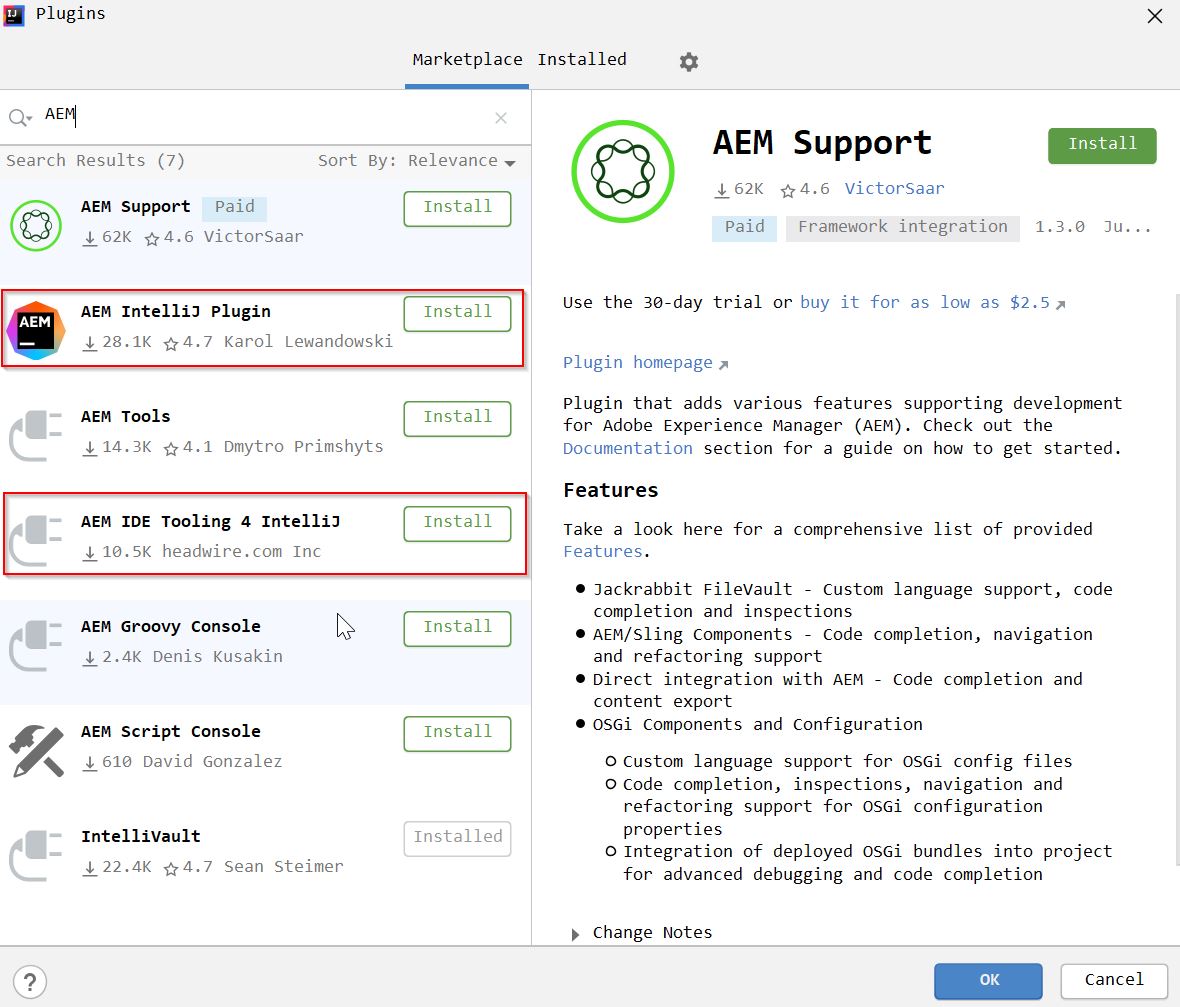 Plugins
Marketplace Installed
AEM
Search Results (7) Sort By: Relevance
AEM Support Paid Install
62K 4.6 VictorSaar
AEM IntelliJ Plugin Install
AEM
28.1K 4.7 Karol Lewandowski
AEM Tools Install
14.3K 4.1 Dmytro Primshyts
AEM IDE Tooling 4 IntelliJ Install
10.5K headwire.com Inc
AEM Groovy Console Install
2.4K Denis Kusakin
AEM Script Console Install
610 David Gonzalez
IntelliVault Installed
22.4K 4.7 Sean Steimer
AEM Support Install
62K 4.6 VictorSaar
Paid Framework integration 1.3.0 Ju...
Use the 30-day trial or buy it for as low as $2.5
Plugin homepage
Plugin that adds various features supporting development
for Adobe Experience Manager (AEM). Check out the
Documentation section for a guide on how to get started.
Features
Take a look here for a comprehensive list of provided
Features.
● Jackrabbit FileVault - Custom language support, code
completion and inspections
● AEM/Sling Components - Code completion, navigation
and refactoring support
● Direct integration with AEM - Code completion and
content export
● OSGi Components and Configuration
○ Custom language support for OSGi config files
○ Code completion, inspections, navigation and
refactoring support for OSGi configuration
properties
○ Integration of deployed OSGi bundles into project
for advanced debugging and code completion
Change Notes
? OK Cancel